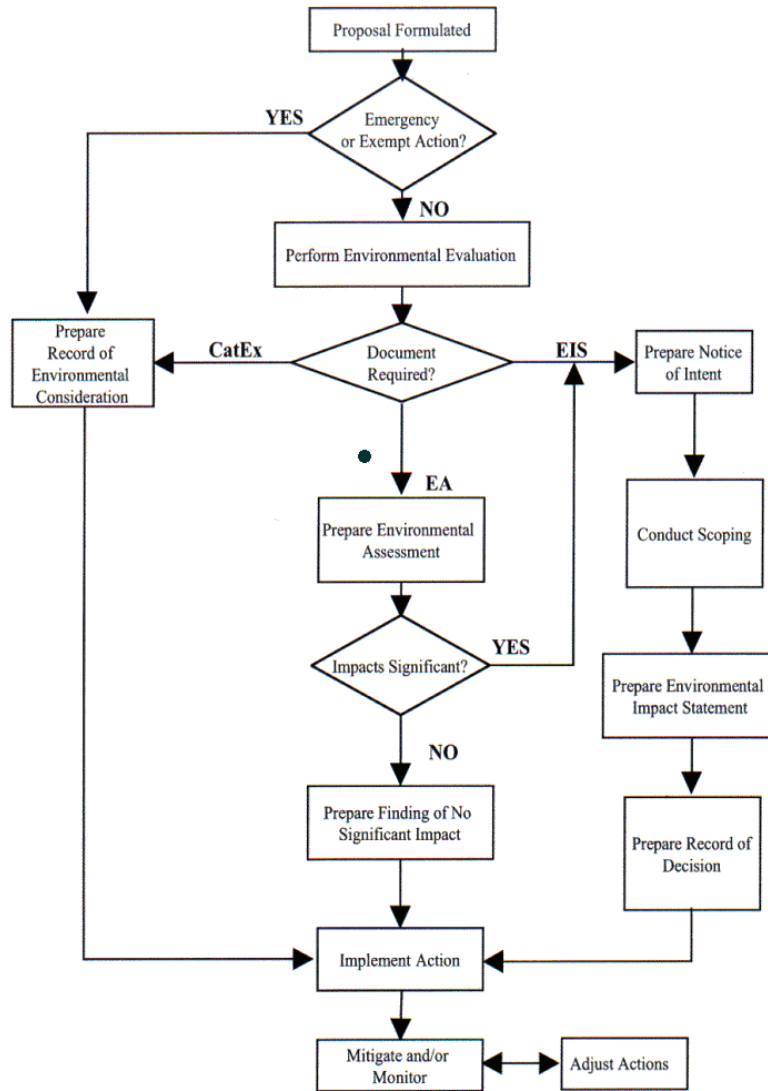 Proposal Formulated
YES
Emergency
or Exempt Action?
NO
Perform Environmental Evaluation
Prepare
Record of
Environmental
Consideration
CatEx
Document
Required?
EIS
Prepare Notice
of Intent
EA
Prepare Environmental
Assessment
Conduct Scoping
Impacts Significant?
YES
Prepare Environmental
Impact Statement
NO
Prepare Finding of No
Significant Impact
Prepare Record of
Decision
Implement Action
Mitigate and/or
Monitor
Adjust Actions